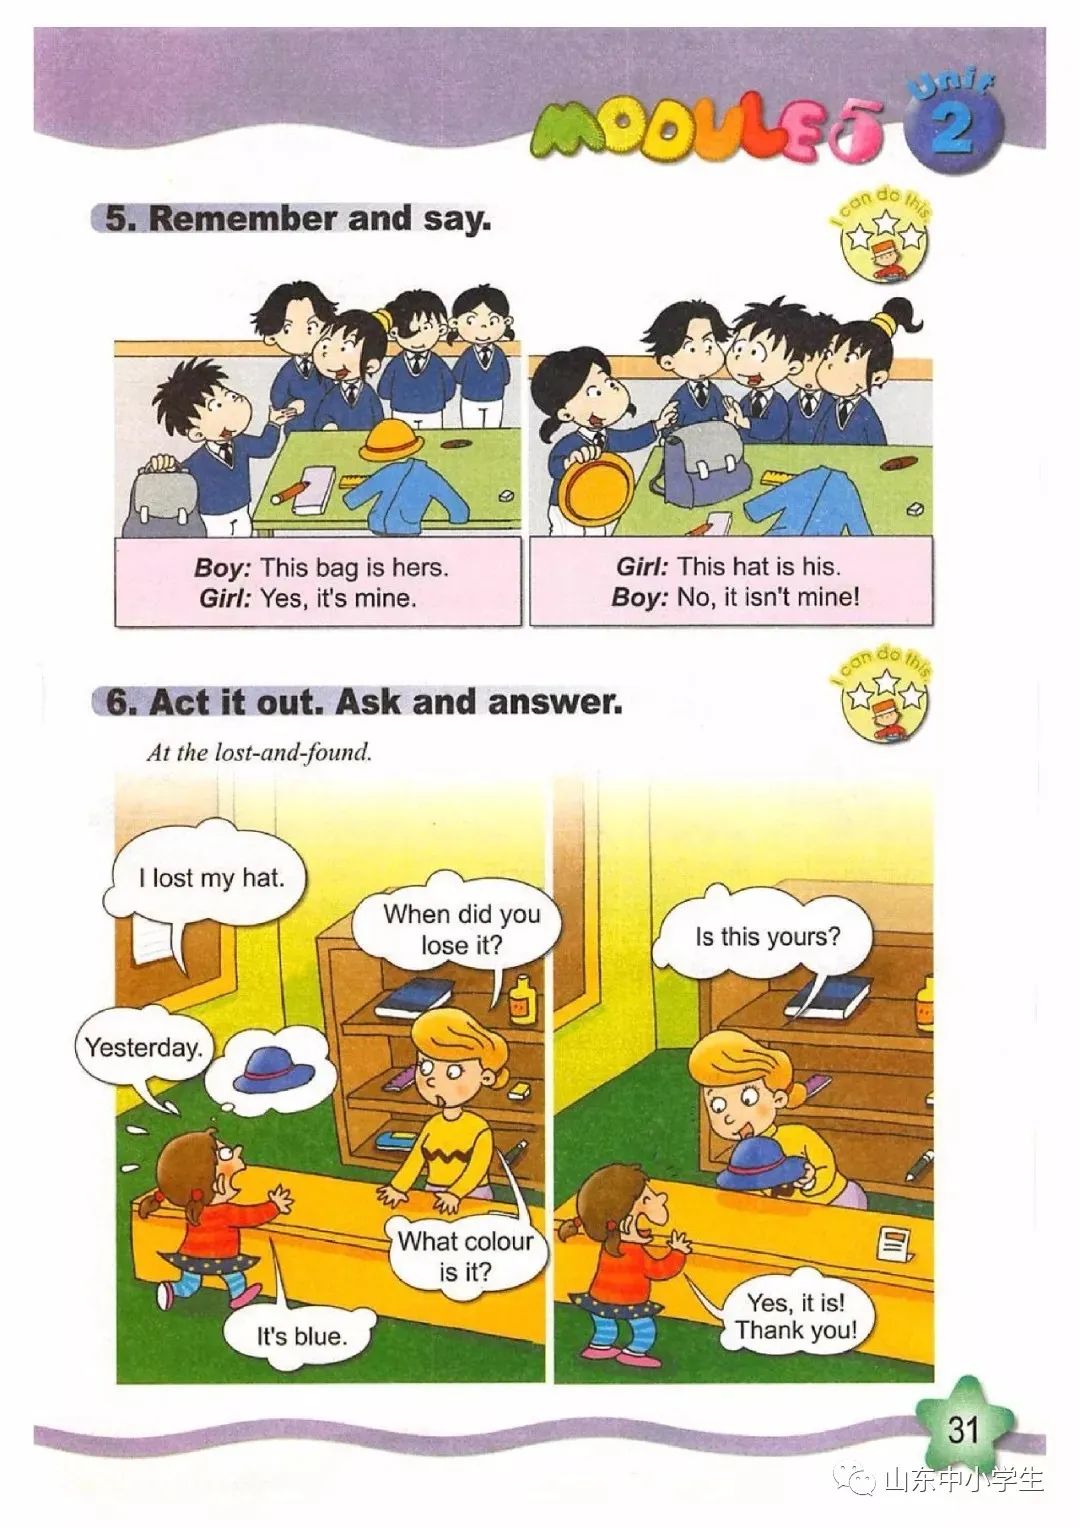 MODULE 5
Unit
2
5. Remember and say.
I can do this.
Boy: This bag is hers.
Girl: Yes, it's mine.
Girl: This hat is his.
Boy: No, it isn't mine!
6. Act it out. Ask and answer.
I can do this.
At the lost-and-found.
I lost my hat.
When did you
lose it?
Yesterday.
What colour
is it?
It's blue.
Is this yours?
Yes, it is!
Thank you!
31
山东中小学生